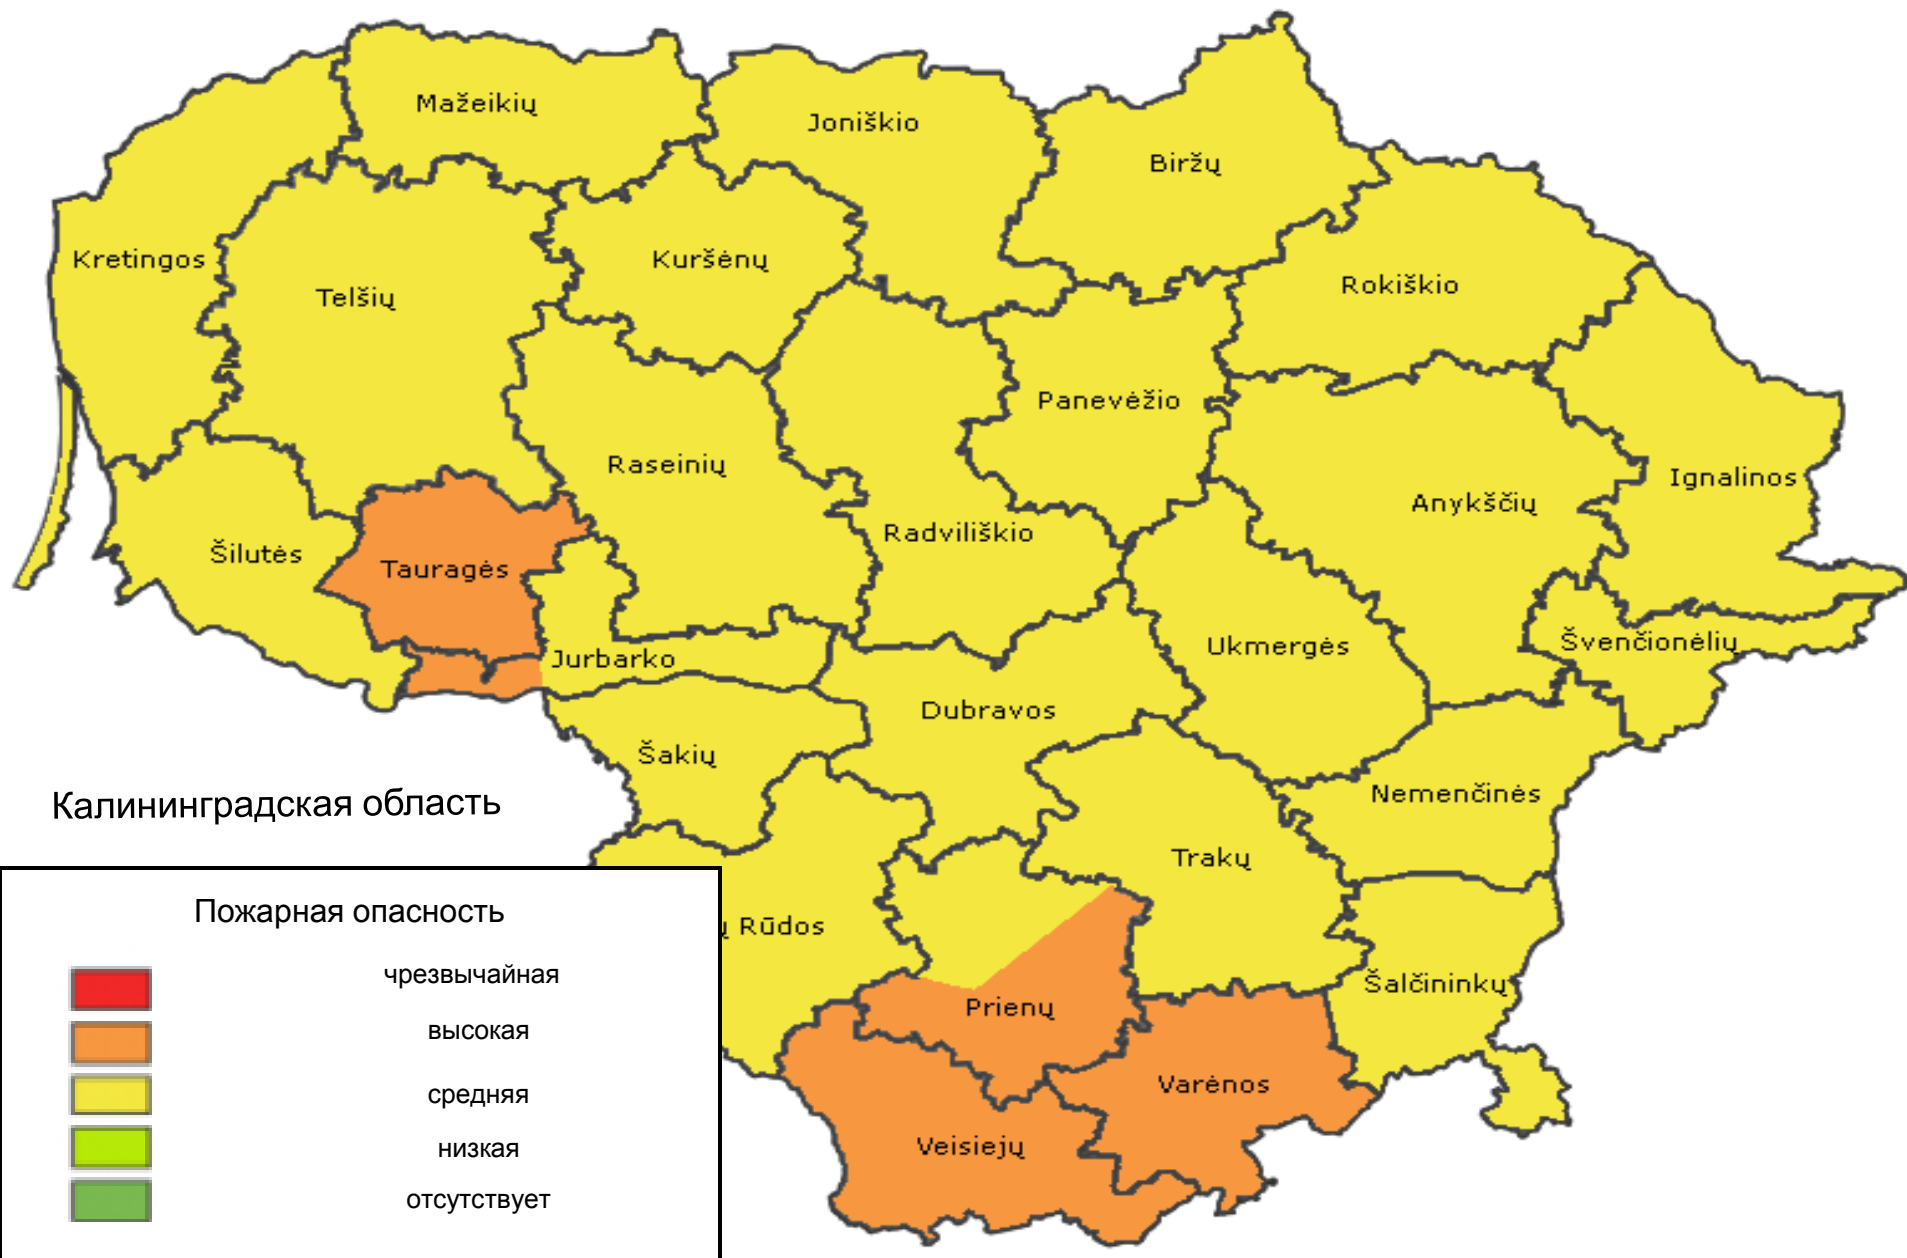 Mažeikių
Joniškio
Biržų
Kretingos
Telšių
Kuršėnų
Rokiškio
Panevėžio
Raseinių
Ignalinos
Anykščių
Radviliškio
Šilutės
Tauragės
Jurbarko
Ukmergės
Švenčionėlių
Dubravos
Šakių
Nemenčinės
Trakų
ų Rūdos
Šalčininkų
Prienų
Varėnos
Veisiejų
Калининградская область
Пожарная опасность
чрезвычайная
высокая
средняя
низкая
отсутствует